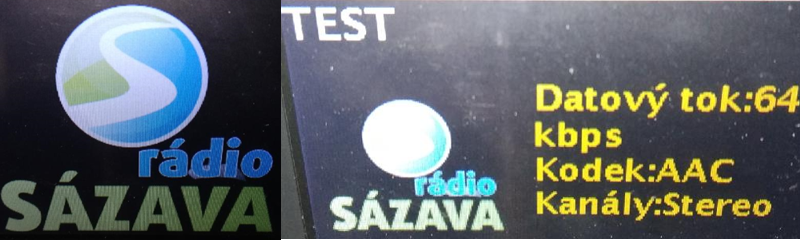 rádio
SÁZAVA
TEST
rádio
SÁZAVA
Datový tok:64
kbps
Kodek:AAC
Kanály:Stereo